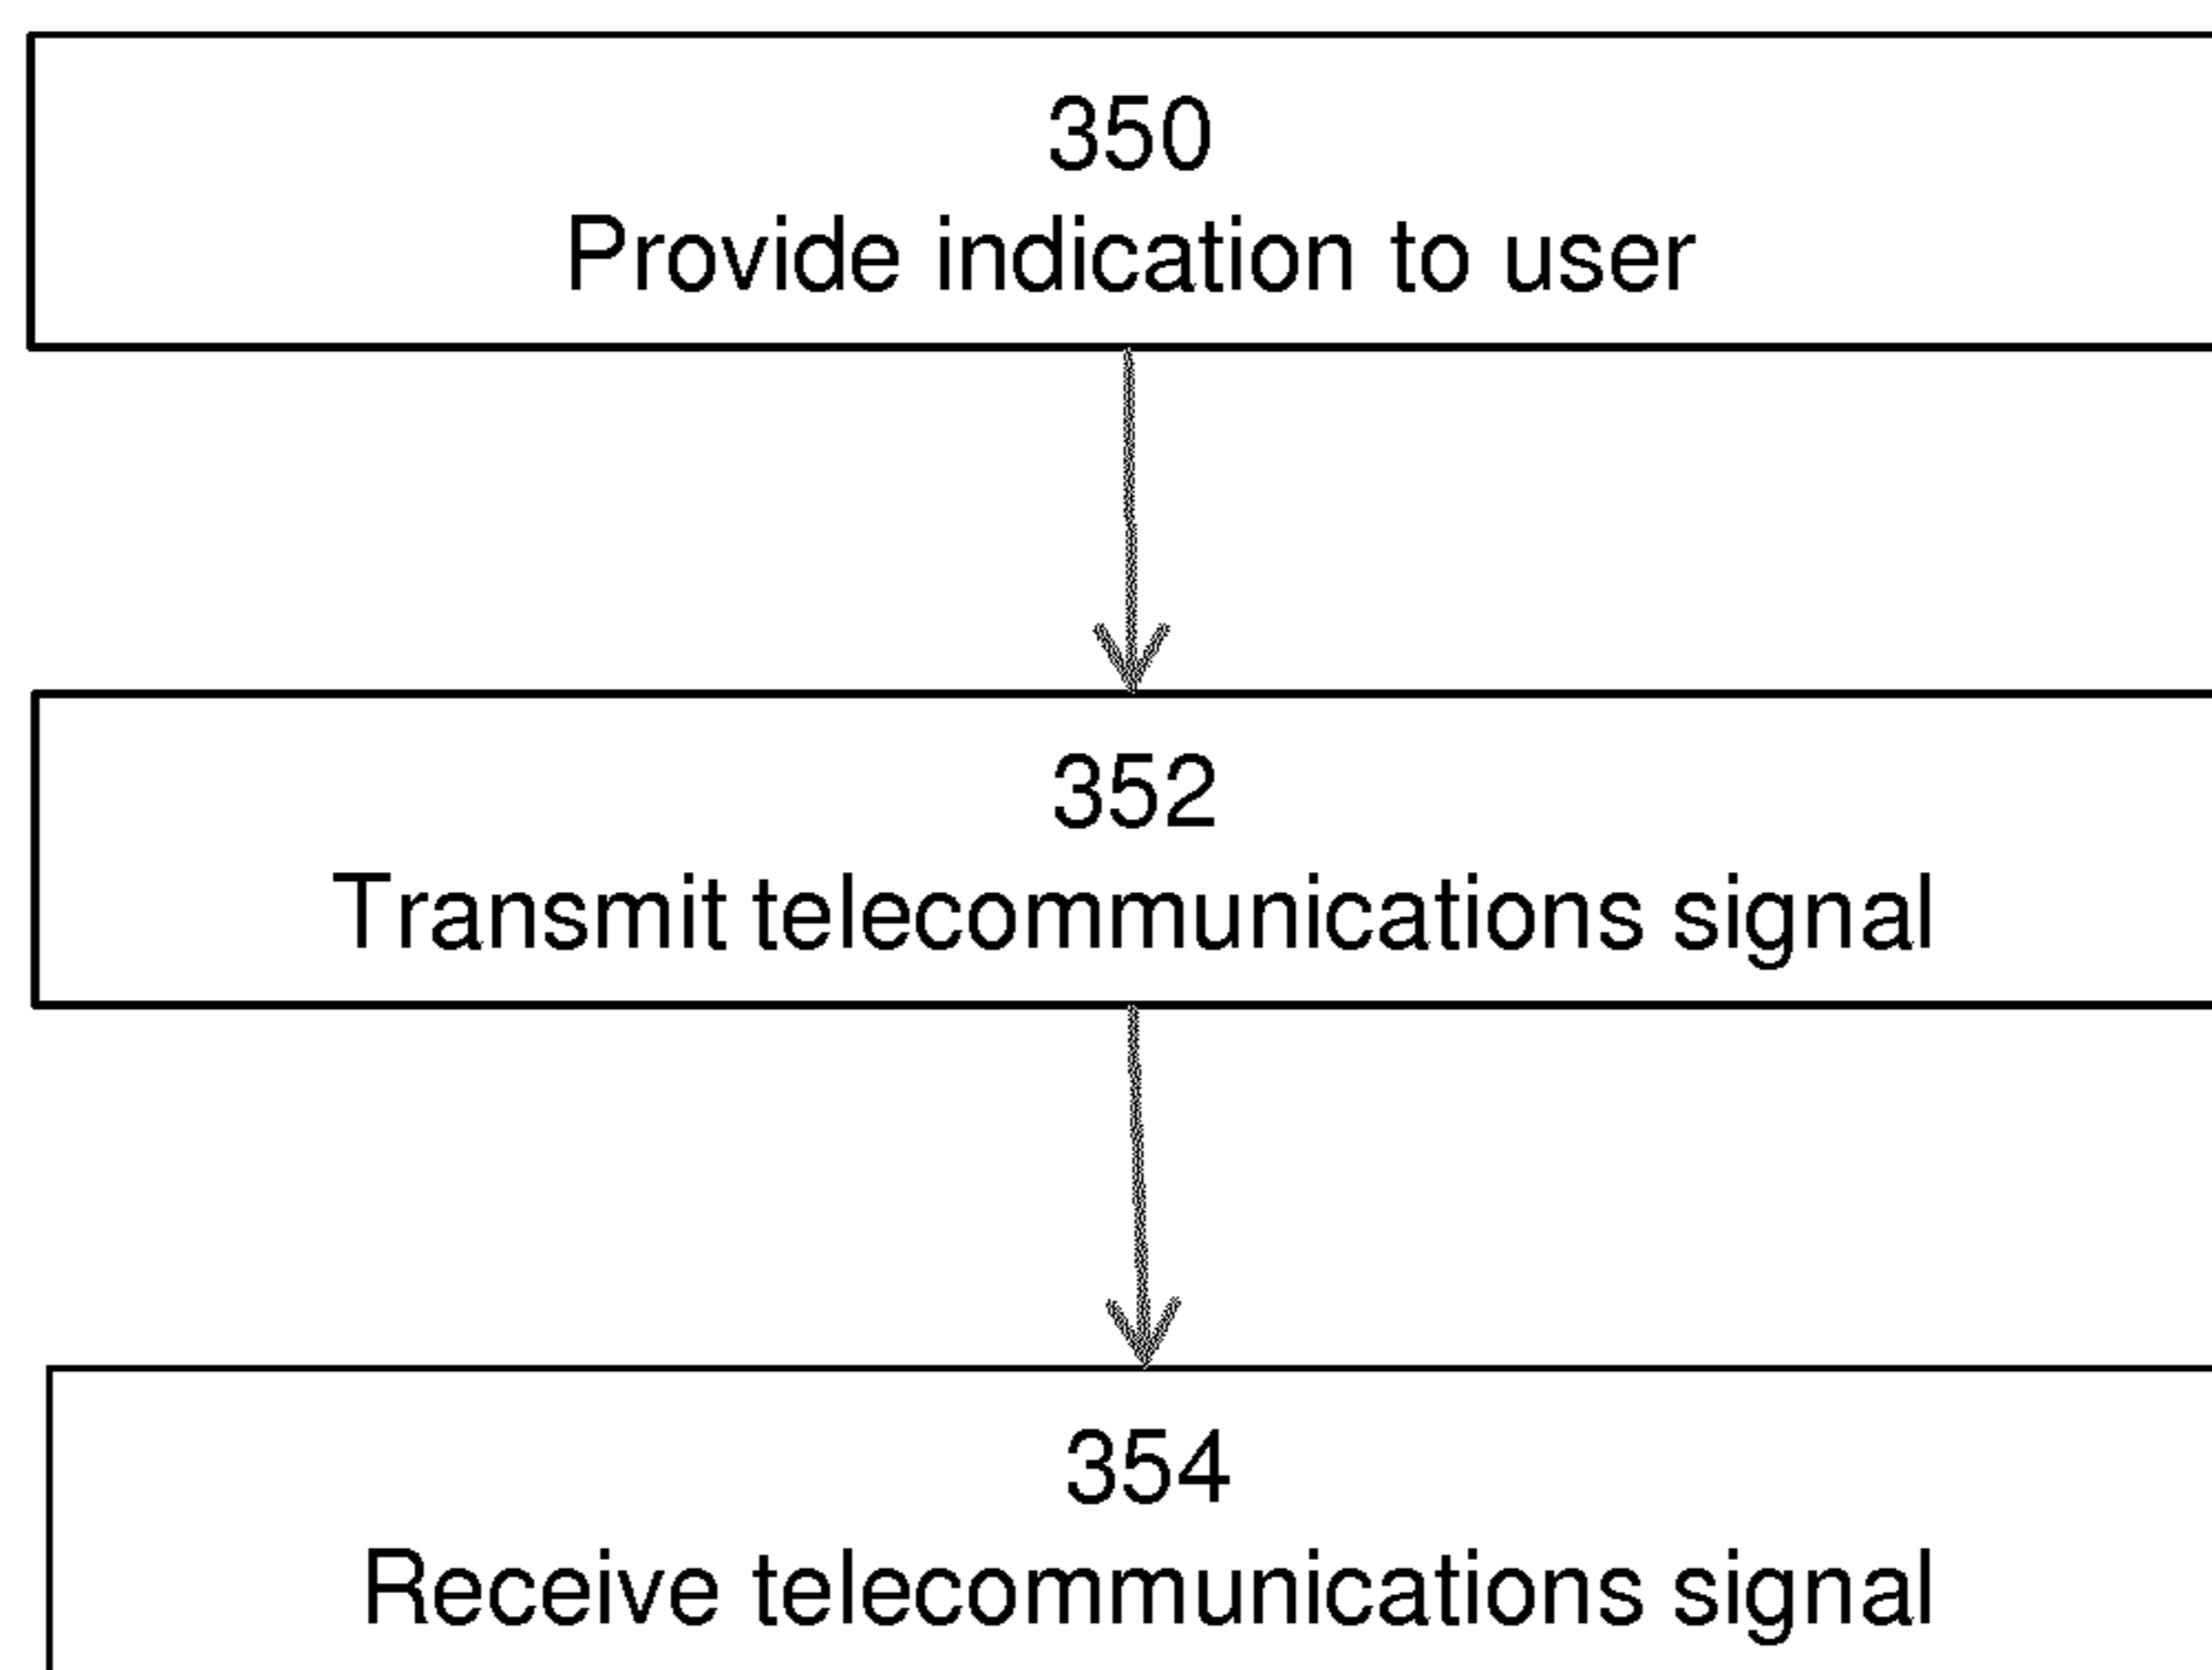 350
Provide indication to user
352
Transmit telecommunications signal
354
Receive telecommunications signal